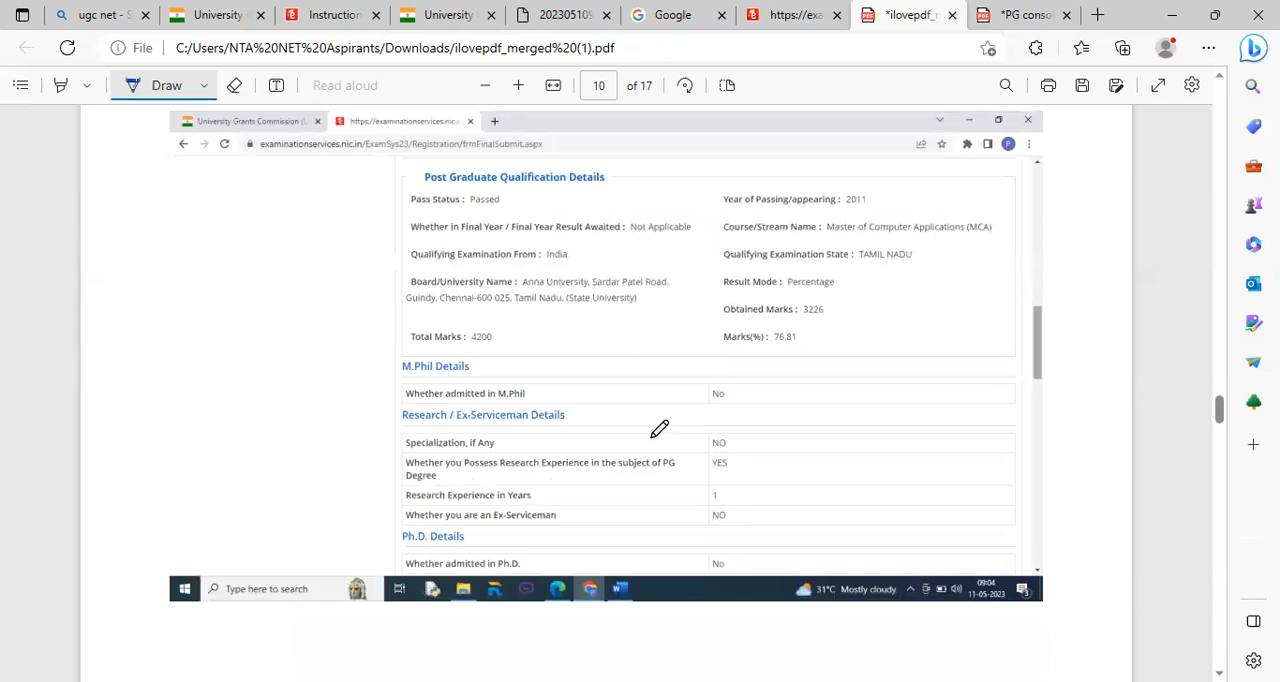 ugc net - S
University
Instruction
University
202305109
Google
https://exa
*ilovepdf_m
*PG conso
File
C:/Users/NTA%20NET%20Aspirants/Downloads/ilovepdf_merged%20(1).pdf
Draw
Read aloud
10 of 17
University Grants Commission (
https://examinationservices.nic.
examinationservices.nic.in/ExamSys23/Registration/frmFinalSubmit.aspx
P
Post Graduate Qualification Details
Pass Status : Passed
Year of Passing/appearing : 2011
Whether in Final Year / Final Year Result Awaited : Not Applicable
Course/Stream Name : Master of Computer Applications (MCA)
Qualifying Examination From : India
Qualifying Examination State : TAMIL NADU
Board/University Name : Anna University, Sardar Patel Road,
Guindy, Chennai-600 025, Tamil Nadu, (State University)
Result Mode : Percentage
Obtained Marks : 3226
Total Marks : 4200
Marks(%) : 76.81
M.Phil Details
Whether admitted in M.Phil No
Research / Ex-Serviceman Details
Specialization, if Any NO
Whether you Possess Research Experience in the subject of PG
Degree
YES
Research Experience in Years 1
Whether you are an Ex-Serviceman NO
Ph.D. Details
Whether admitted in Ph.D. No
Type here to search
31°C Mostly cloudy
09:04
11-05-2023